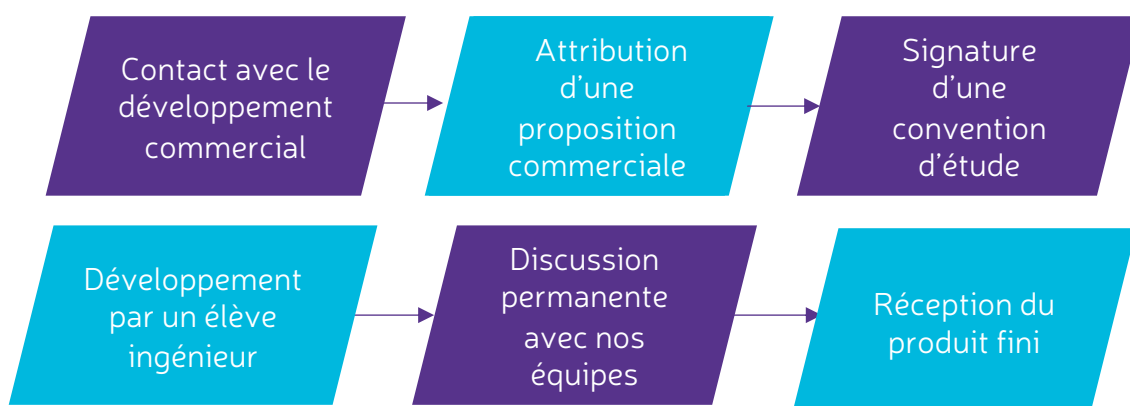 Contact avec le
développement
commercial
Attribution
d'une
proposition
commerciale
Signature
d'une
convention
d'étude
Développement
par un élève
ingénieur
Discussion
permanente
avec nos
équipes
Réception du
produit fini